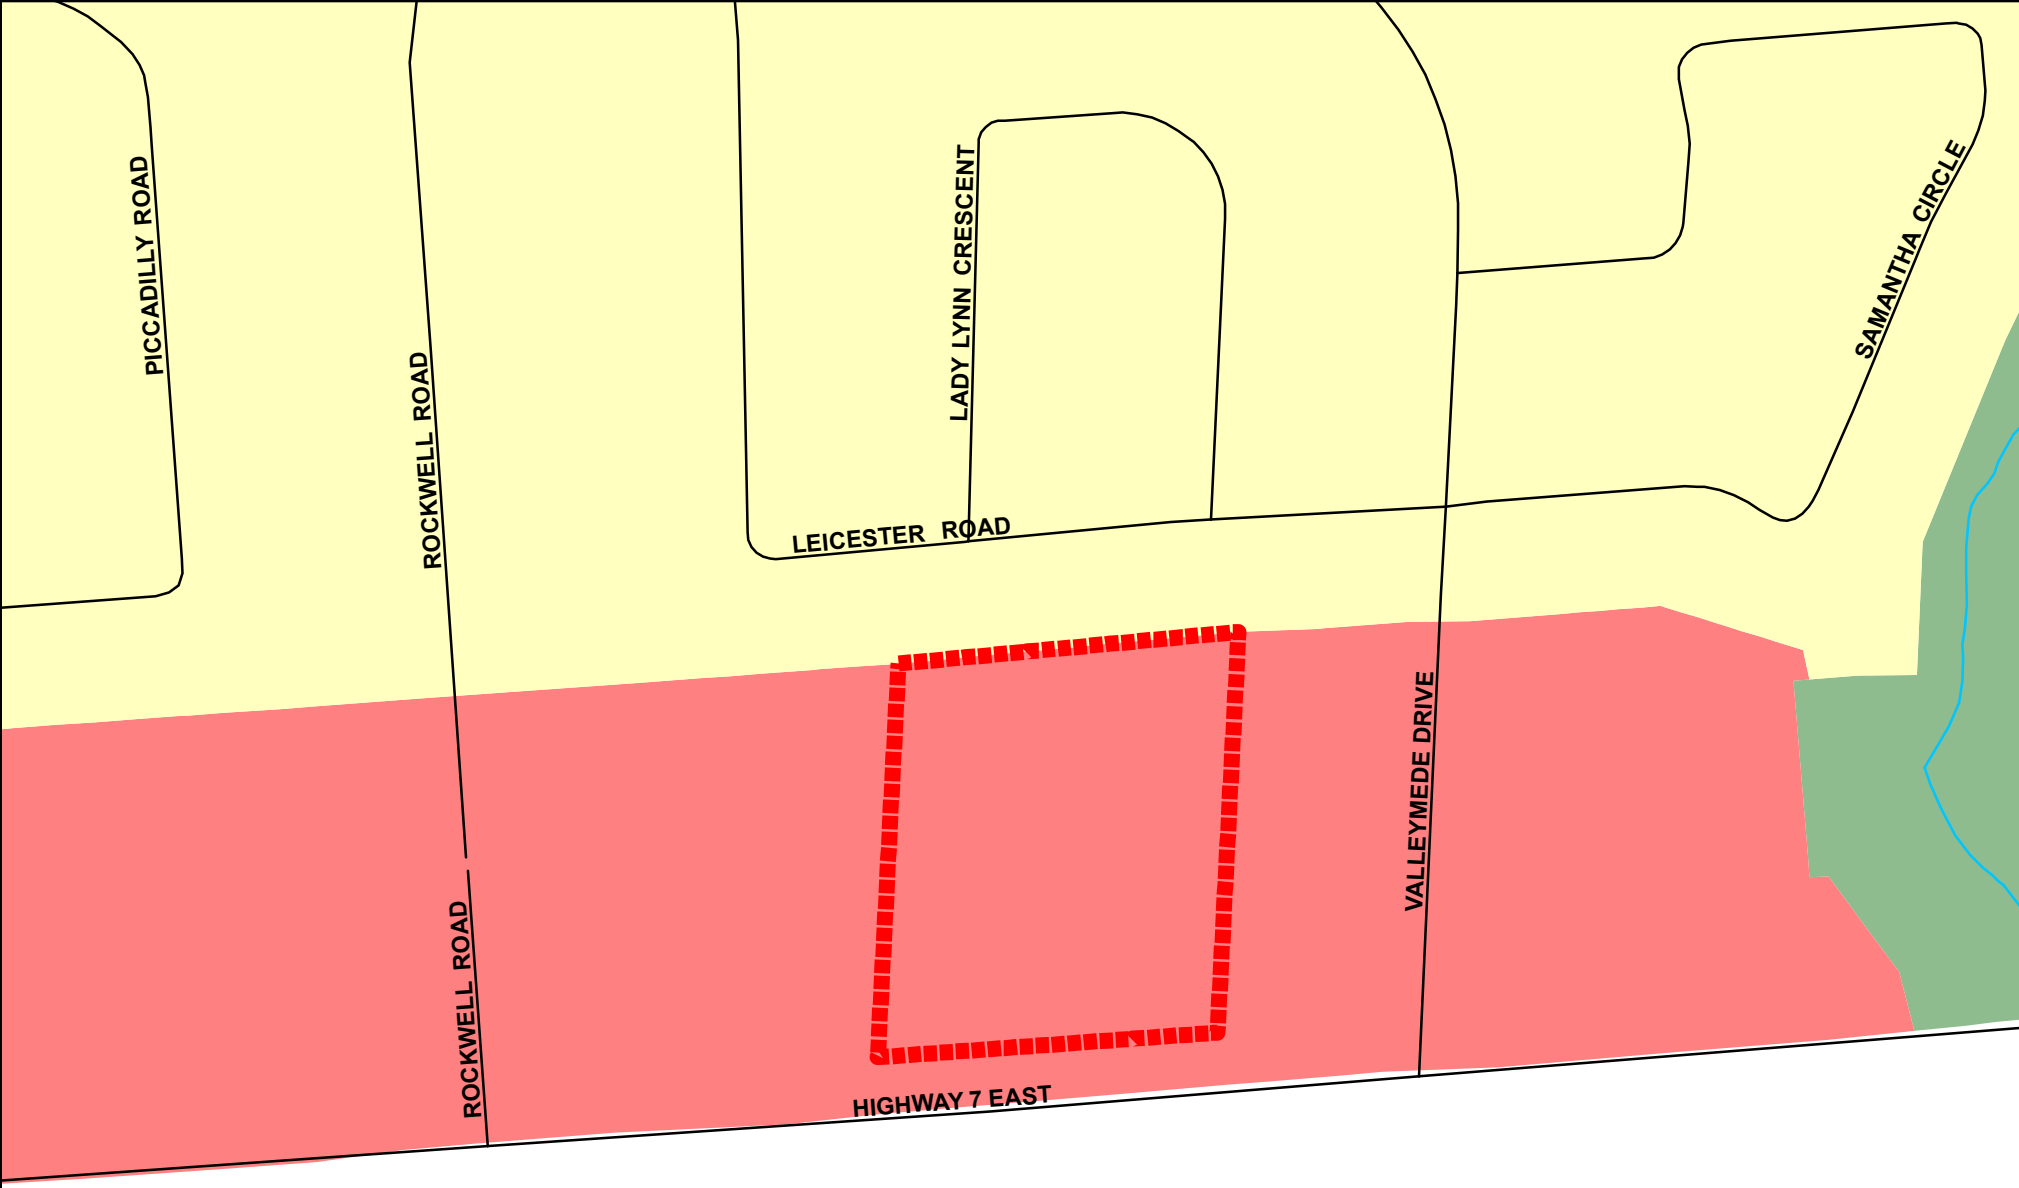 PICCADILLY ROAD
ROCKWELL ROAD
LADY LYNN CRESCENT
SAMANTHA CIRCLE
LEICESTER ROAD
VALLEYMEDE DRIVE
ROCKWELL ROAD
HIGHWAY 7 EAST